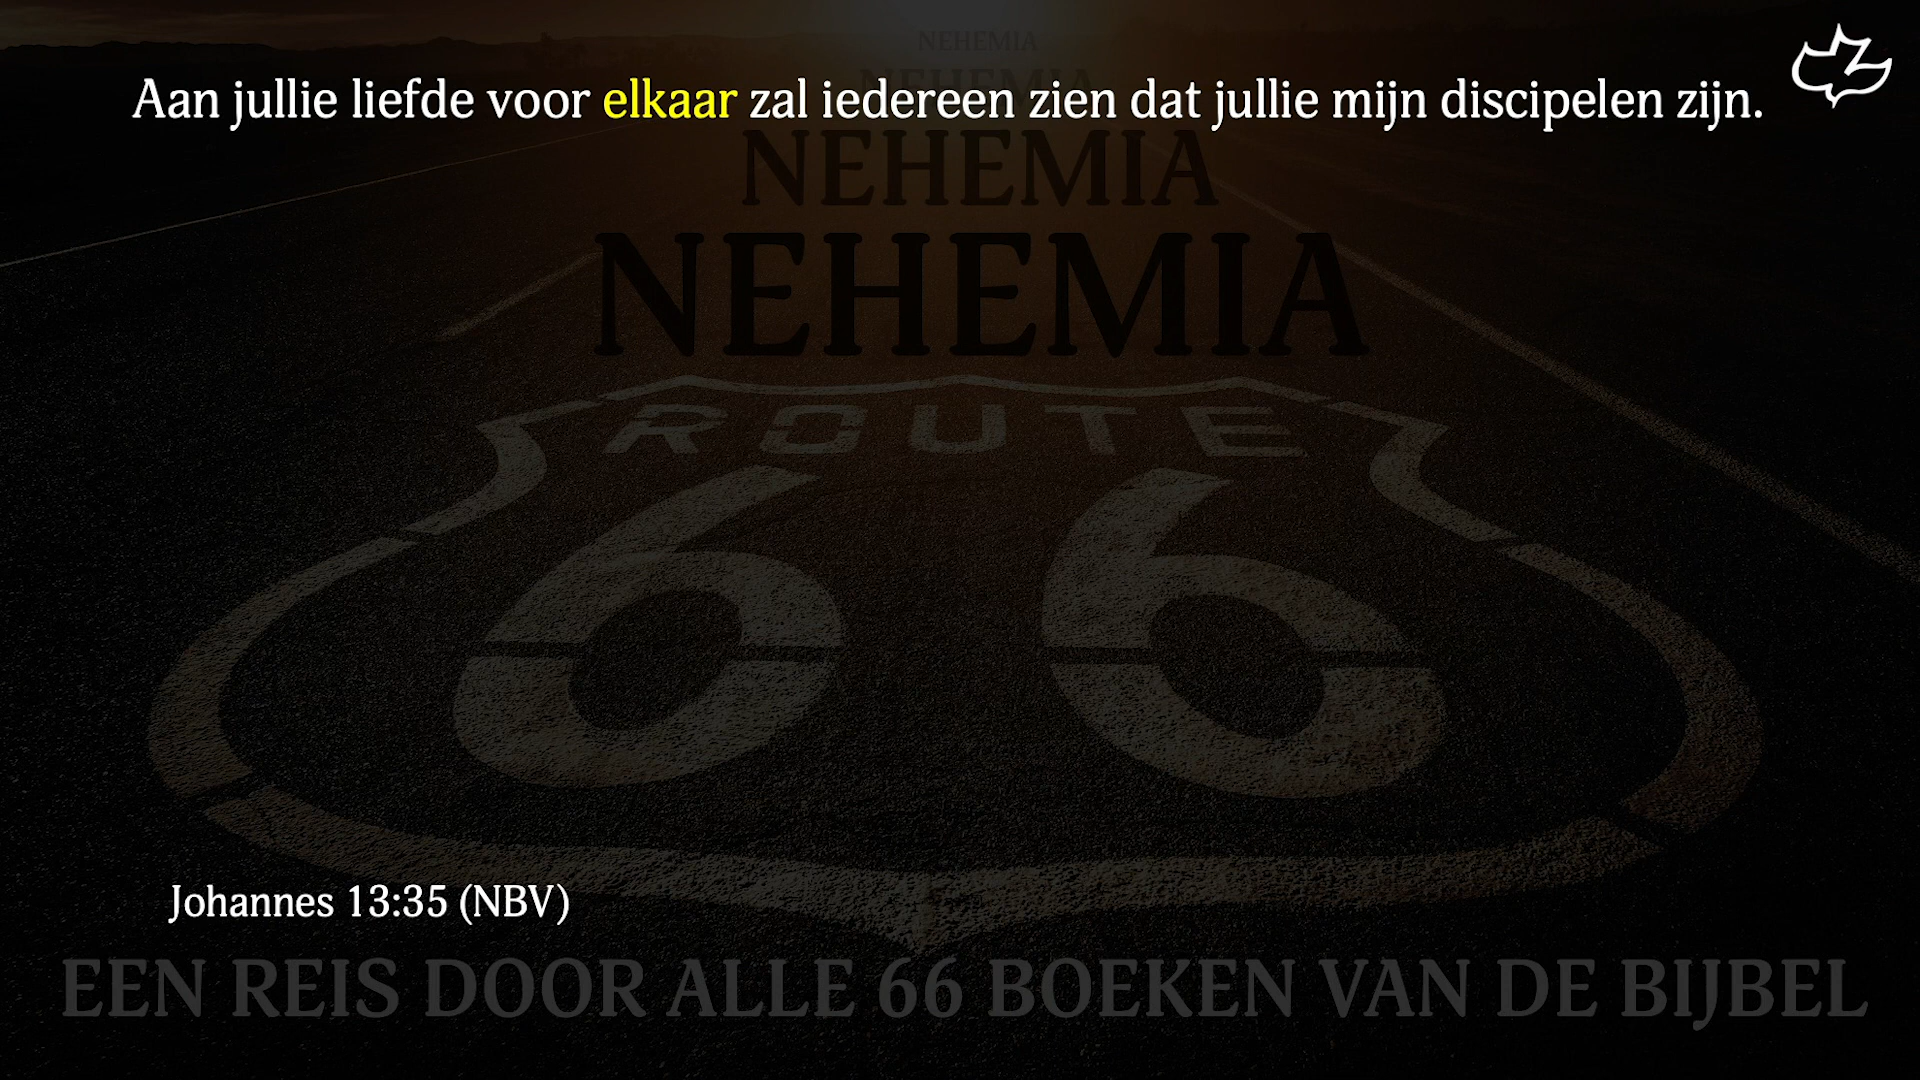 NEHEMIA
NEHEMIA
Aan jullie liefde voor elkaar zal iedereen zien dat jullie mijn discipelen zijn.
NEHEMIA
NEHEMIA
ROUTE
66
Johannes 13:35 (NBV)
EEN REIS DOOR ALLE 66 BOEKEN VAN DE BIJBEL